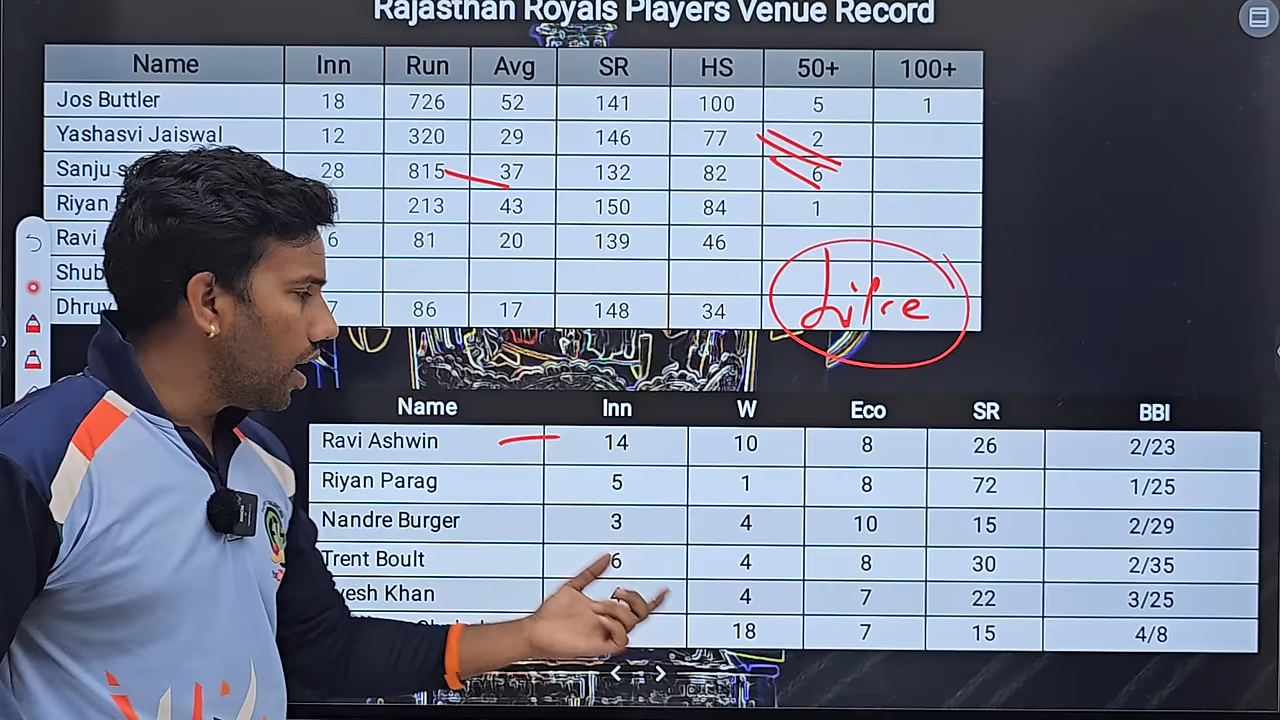 Rajasthan Royals Players Venue Record
Name Inn Run Avg SR HS 50+ 100+
Jos Buttler 18 726 52 141 100 5 1
Yashasvi Jaiswal 12 320 29 146 77 2
Sanju 28 815 37 132 82 6
Riyan 213 43 150 84 1
Ravi 6 81 20 139 46
Shub
Dhruv 7 86 17 148 34
Like
Name Inn W Eco SR BBI
Ravi Ashwin 14 10 8 26 2/23
Riyan Parag 5 1 8 72 1/25
Nandre Burger 3 4 10 15 2/29
Trent Boult 6 4 8 30 2/35
vesh Khan 4 7 22 3/25
18 7 15 4/8